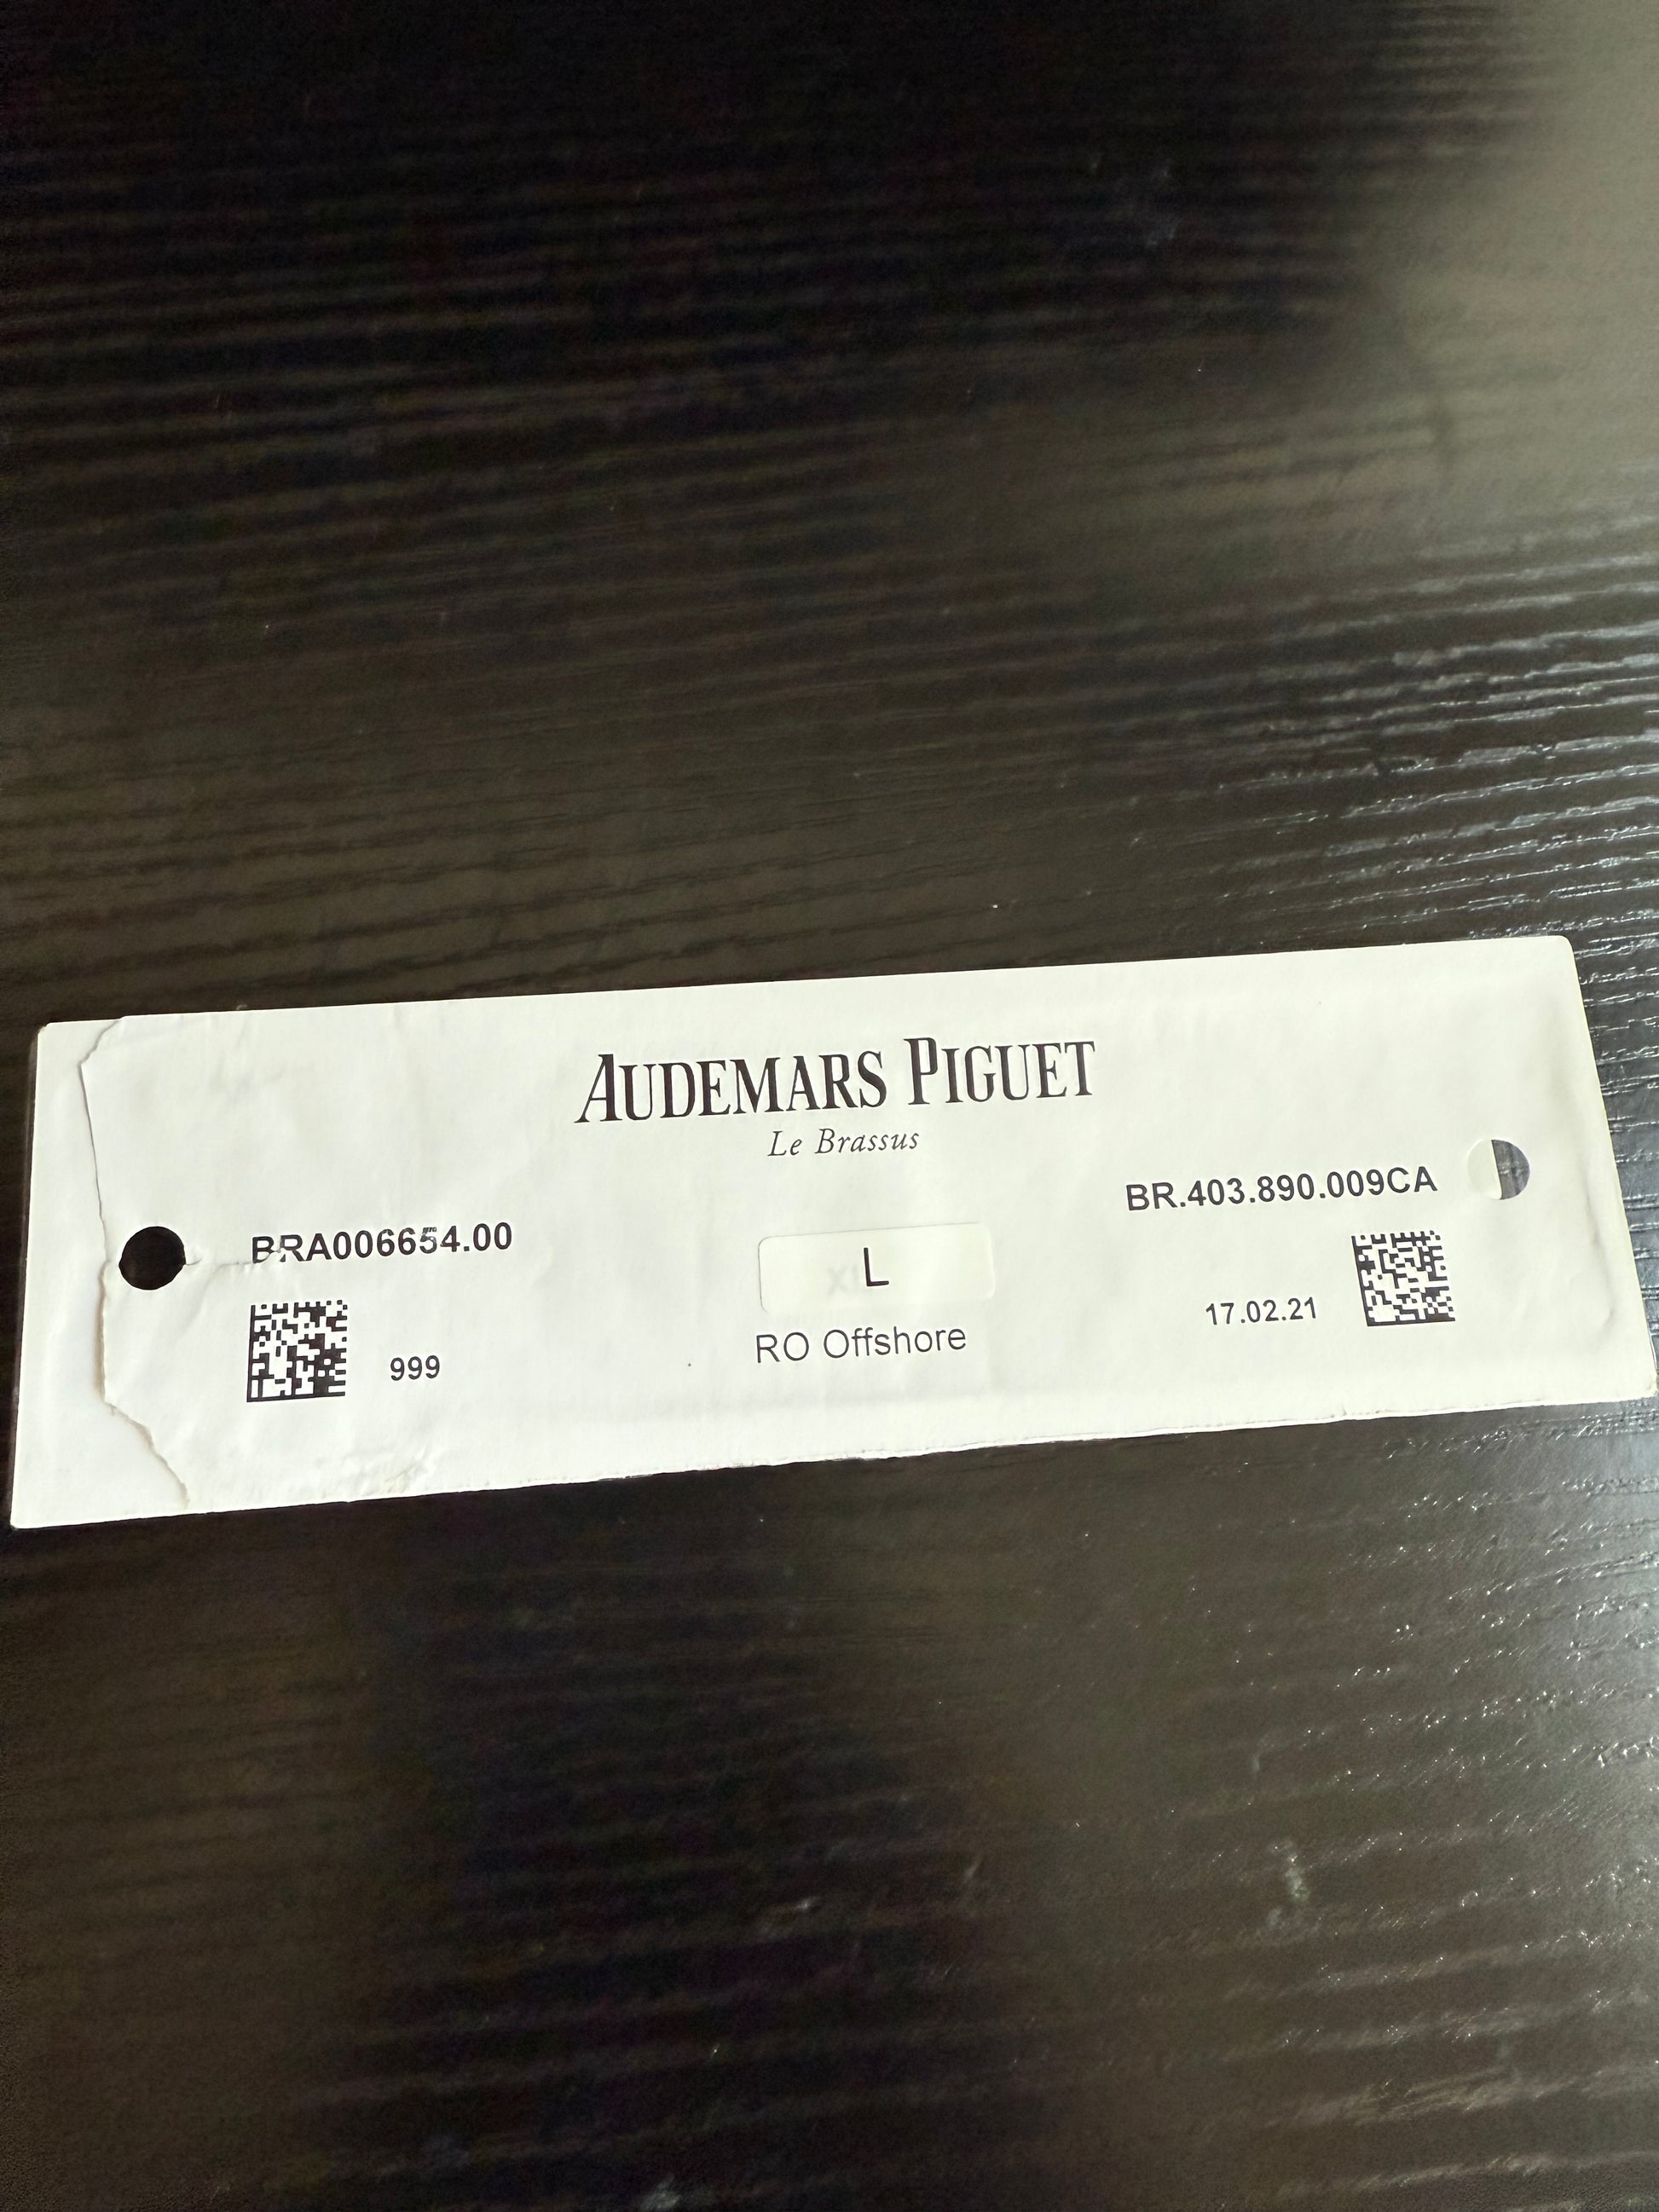 AUDEMARS PIGUET
Le Brassus
BRA006654.00
BR.403.890.009CA
L
999
RO Offshore
17.02.21